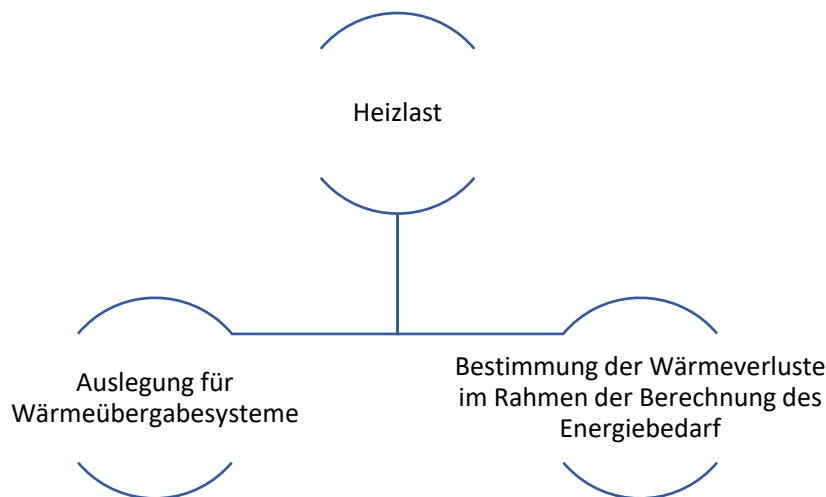 Heizlast
Auslegung für
Wärmeübergabesysteme
Bestimmung der Wärmeverluste
im Rahmen der Berechnung des
Energiebedarf